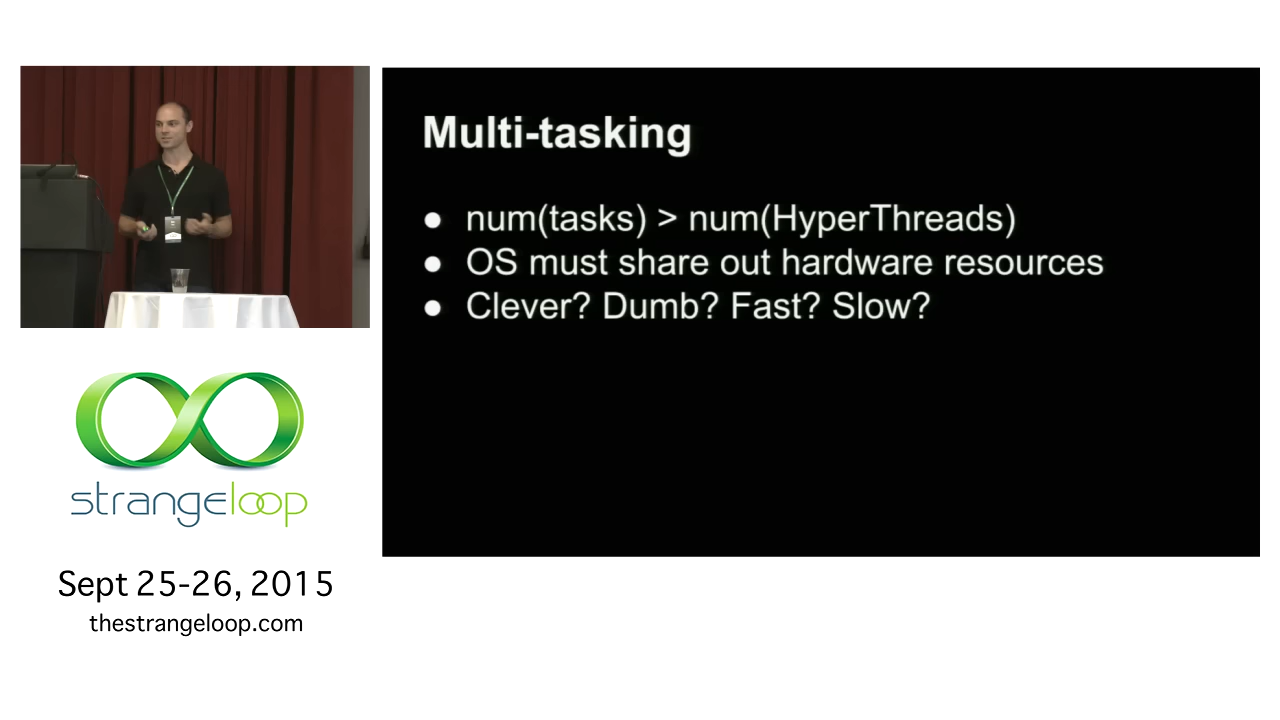 Multi-tasking
● num(tasks) > num(HyperThreads)
● OS must share out hardware resources
● Clever? Dumb? Fast? Slow?
strangeloop
Sept 25-26, 2015
thestrangeloop.com